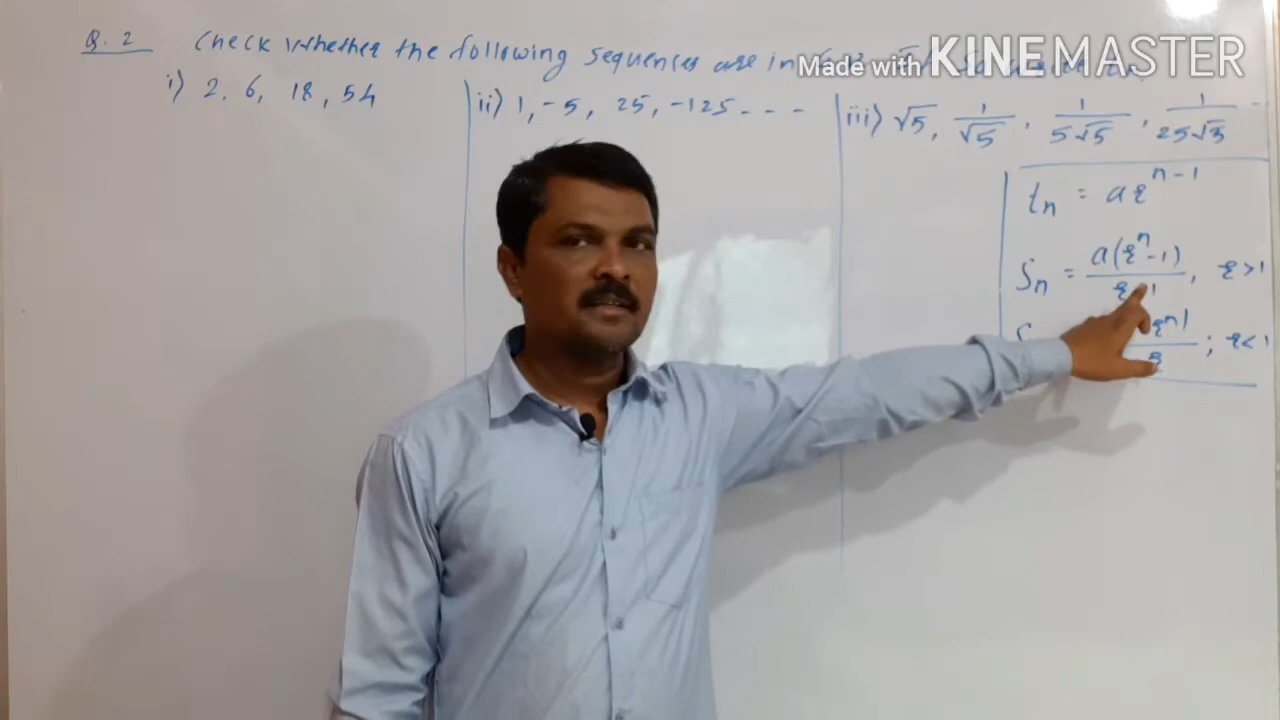 Q. 2 Check whether the following sequences are in
Made with KINEMASTER
i) 2, 6, 18, 54
ii) 1, -5, 25, -125 - - - -
iii) √5, 1/√5, 1/5√5, 1/25√5 --
tn = ar^n-1
Sn = a(r^n-1)/r-1, r>1
; r<1